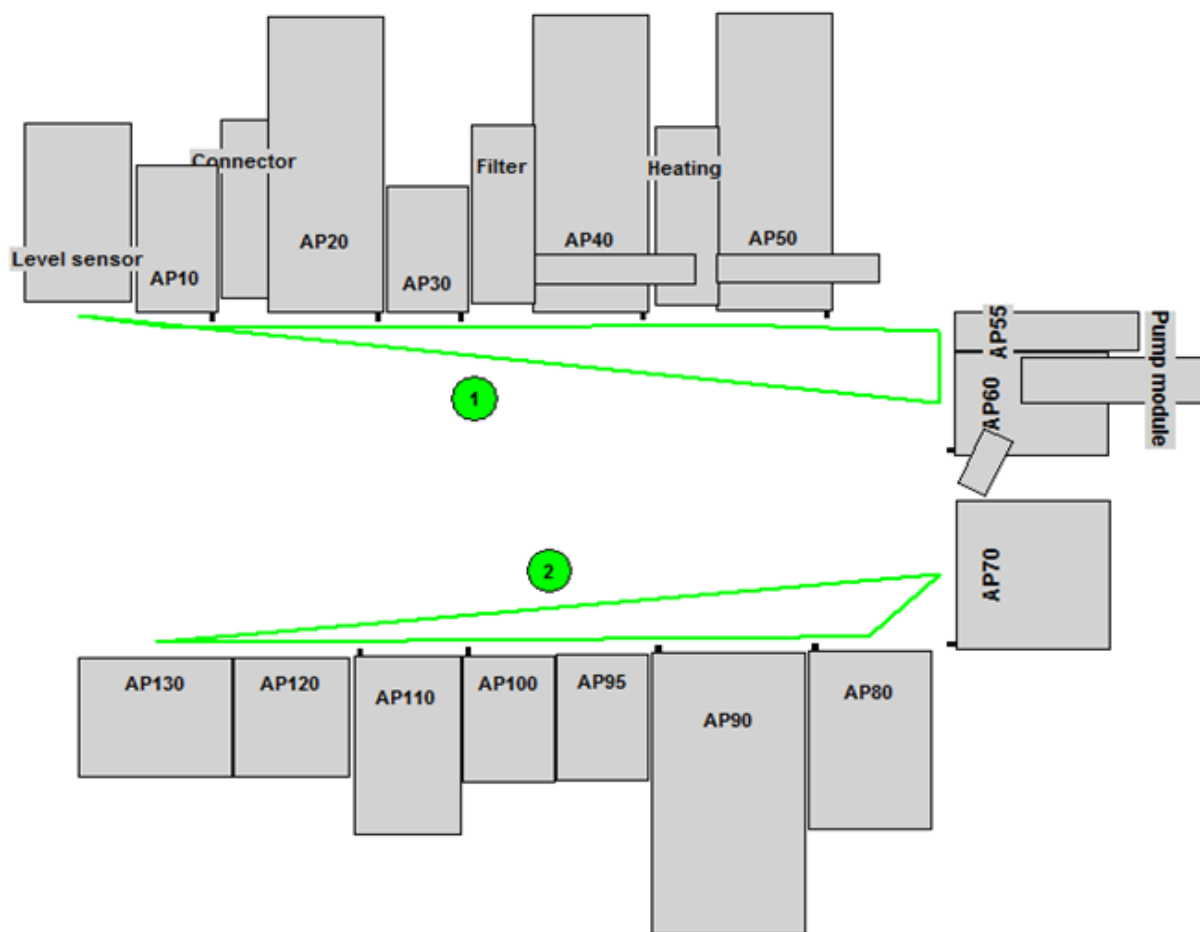 Connector
Filter
Heating
AP20
AP40
AP50
Level sensor
AP10
AP30
AP55
Pump module
AP60
1
2
AP70
AP130
AP120
AP110
AP100
AP95
AP90
AP80